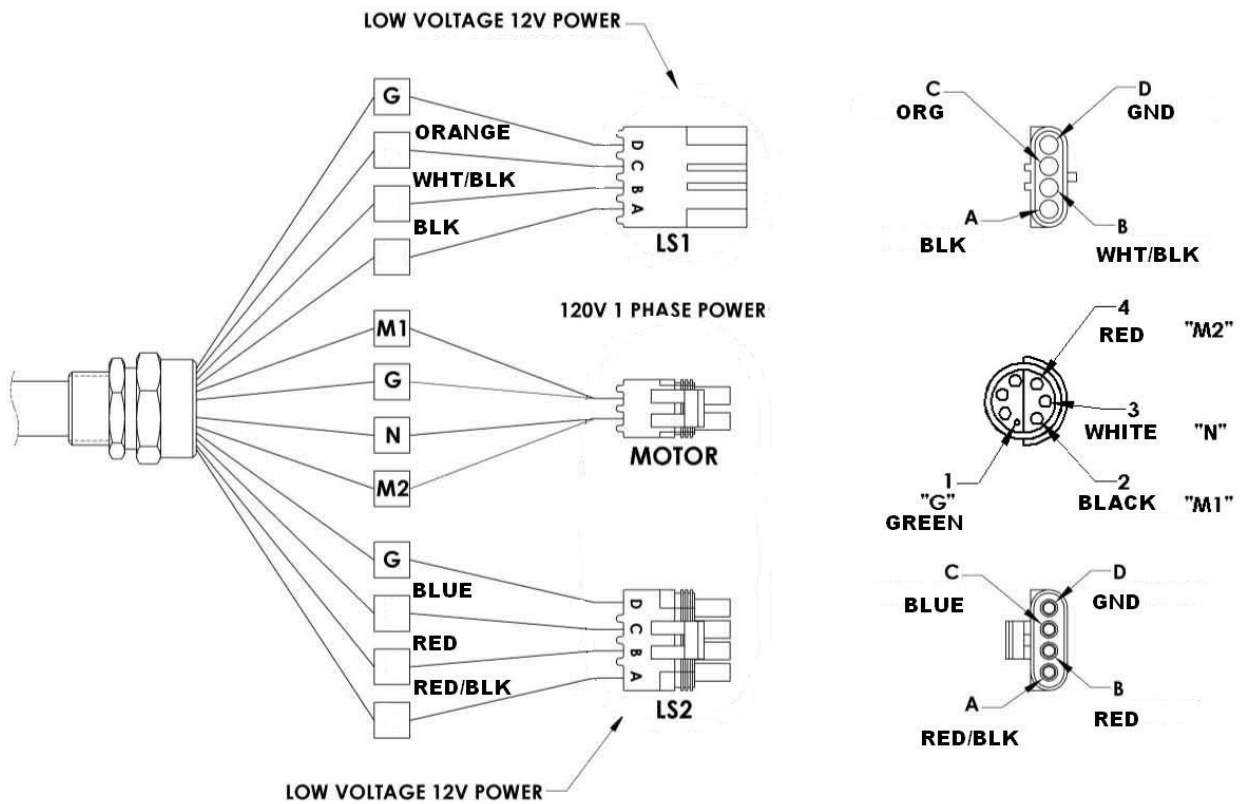 LOW VOLTAGE 12V POWER
G
ORANGE
WHT/BLK
BLK
D
C
B
A
LS1
C
ORG
D
GND
A
BLK
B
WHT/BLK
M1
G
N
M2
120V 1 PHASE POWER
MOTOR
4
RED "M2"
3
WHITE "N"
1
"G"
GREEN
2
BLACK "M1"
G
BLUE
RED
RED/BLK
D
C
B
A
LS2
C
BLUE
D
GND
A
RED/BLK
B
RED
LOW VOLTAGE 12V POWER